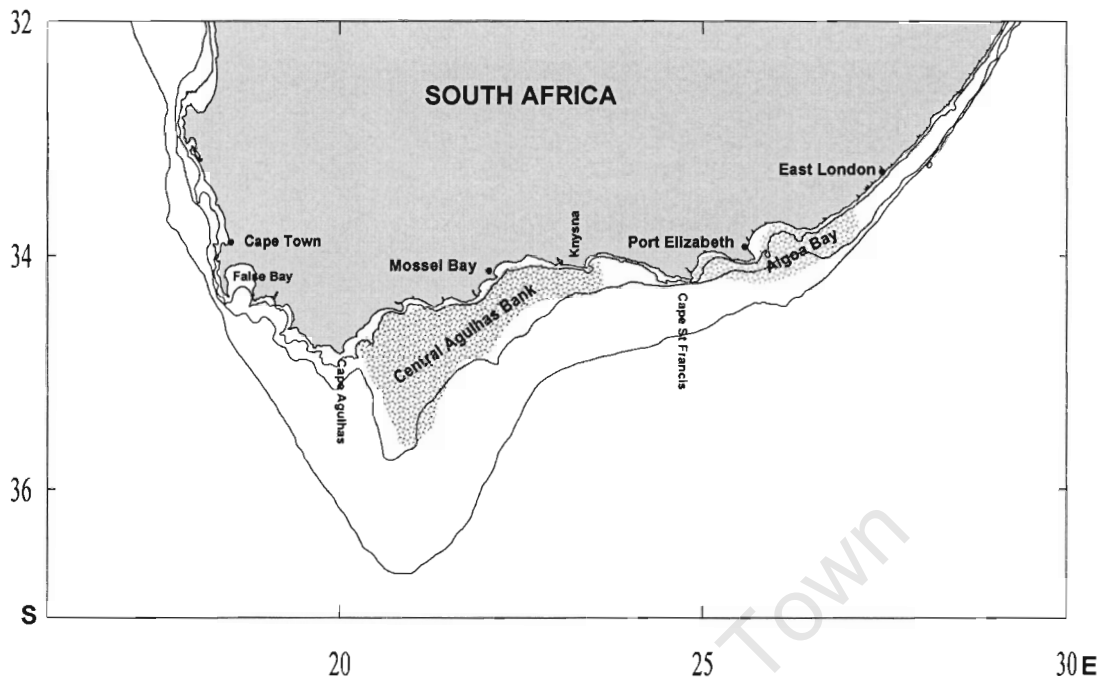 32
SOUTH AFRICA
East London
Knysna
Cape Town
Port Elizabeth
34
Mossel Bay
Algoa Bay
False Bay
Central Agulhas Bank
Cape St Francis
Cape Agulhas
36
S
Town
20
25
30 E